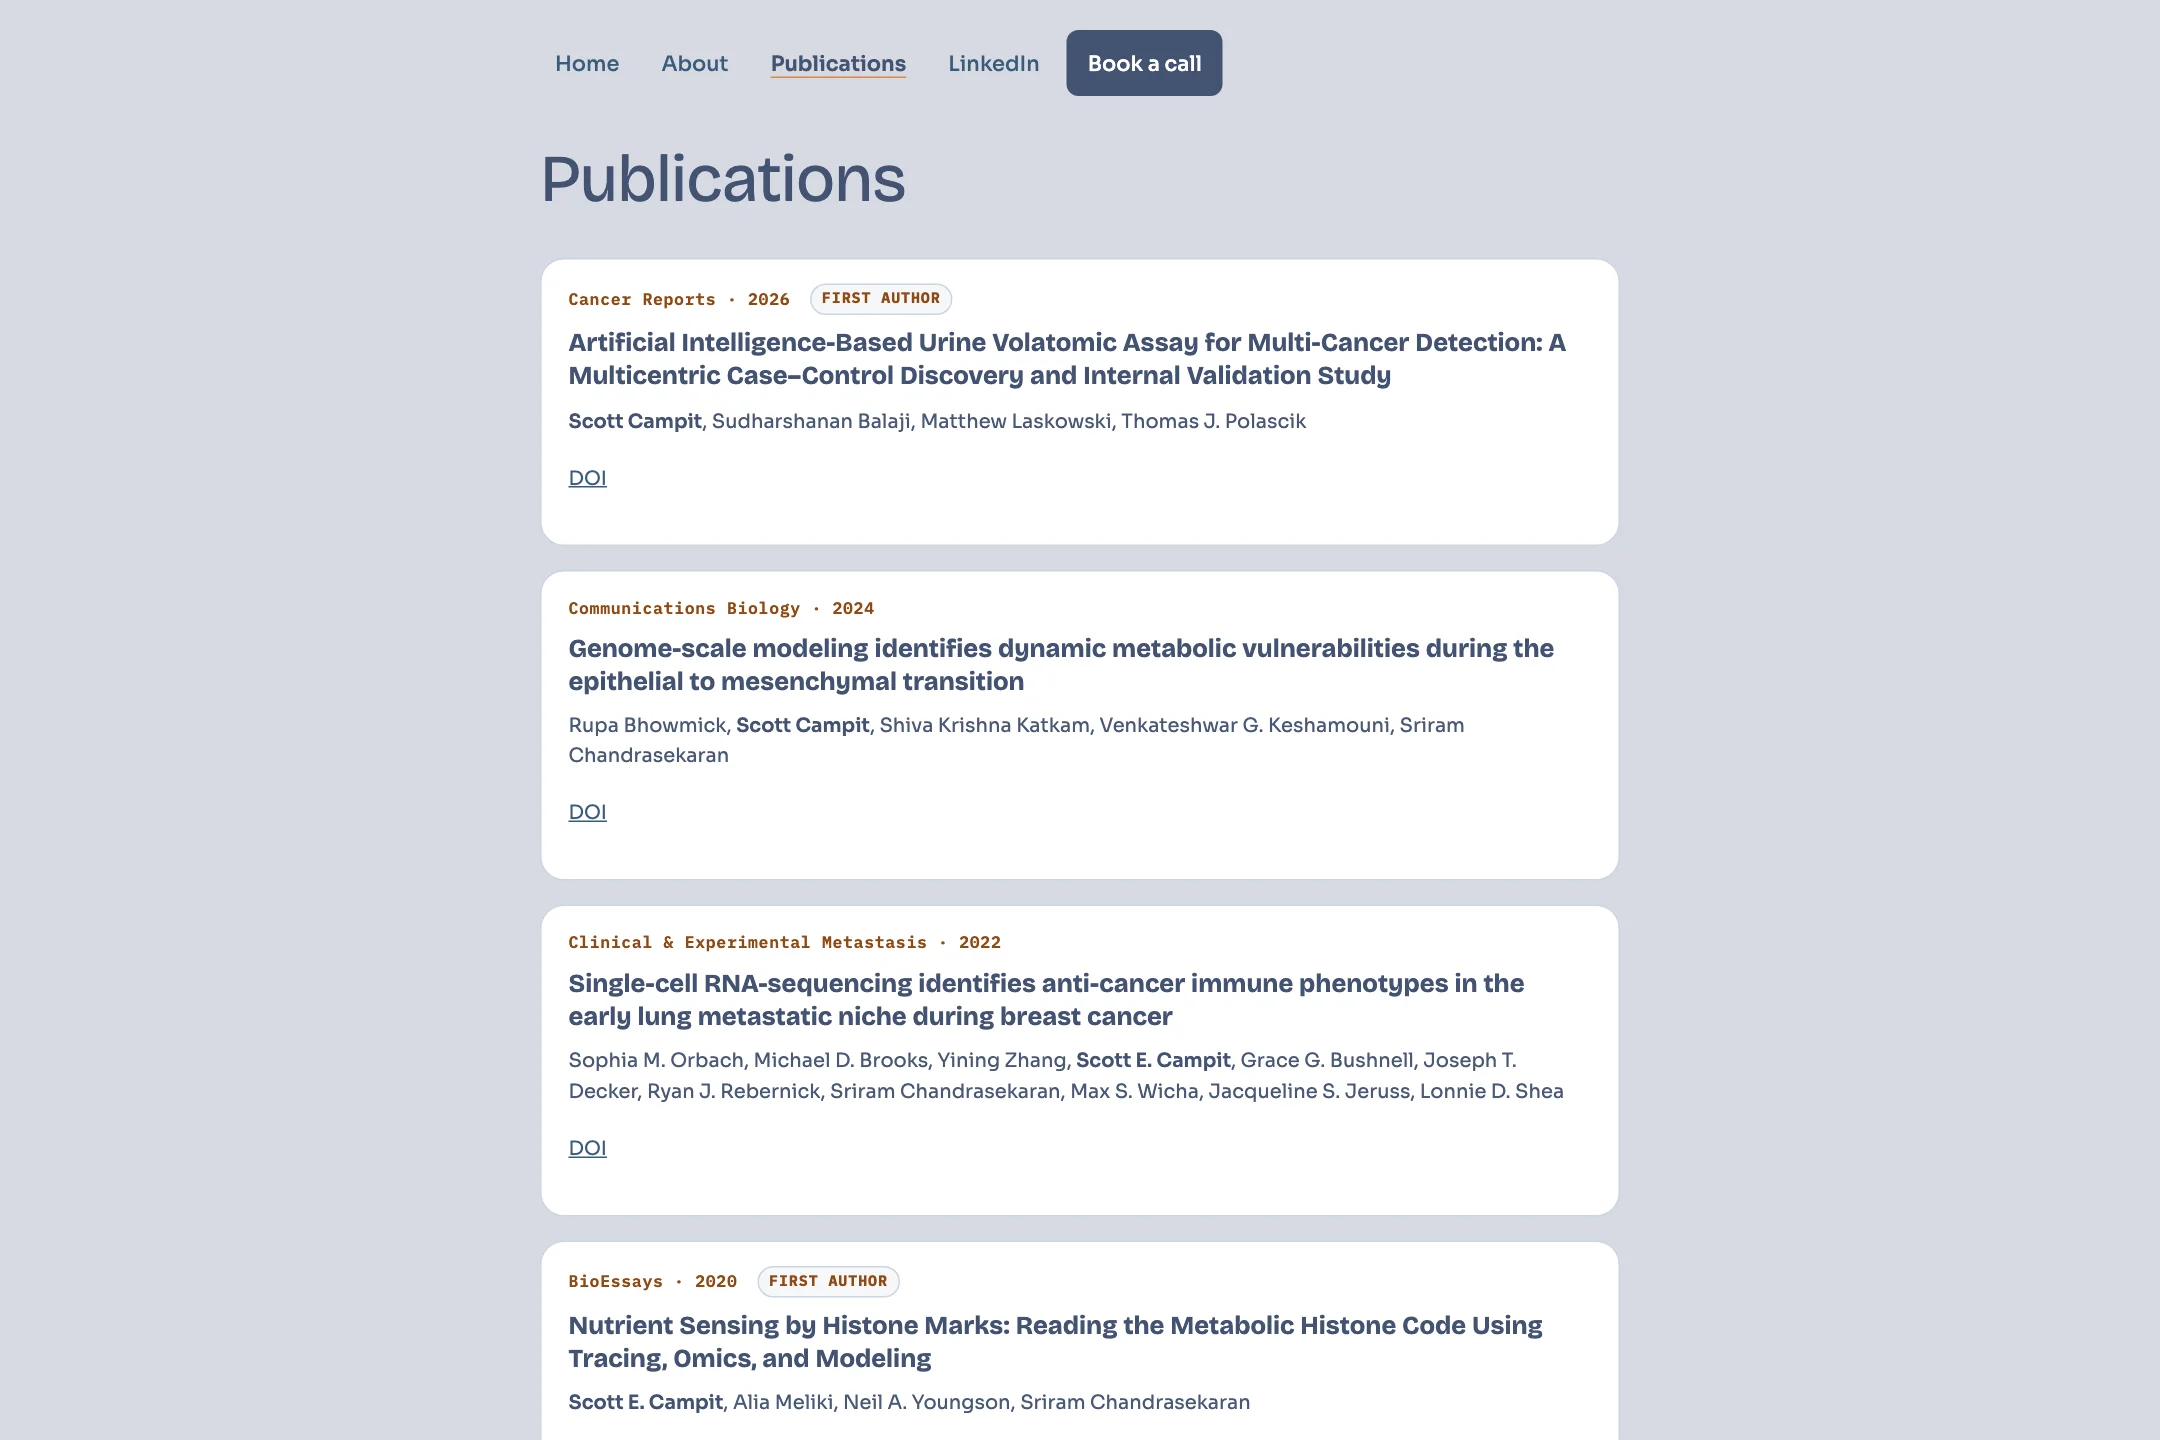 Home About Publications LinkedIn Book a call
Publications
Cancer Reports · 2026 FIRST AUTHOR
Artificial Intelligence-Based Urine Volatomic Assay for Multi-Cancer Detection: A
Multicentric Case–Control Discovery and Internal Validation Study
Scott Campit, Sudharshanan Balaji, Matthew Laskowski, Thomas J. Polascik
DOI
Communications Biology · 2024
Genome-scale modeling identifies dynamic metabolic vulnerabilities during the
epithelial to mesenchymal transition
Rupa Bhowmick, Scott Campit, Shiva Krishna Katkam, Venkateshwar G. Keshamouni, Sriram
Chandrasekaran
DOI
Clinical & Experimental Metastasis · 2022
Single-cell RNA-sequencing identifies anti-cancer immune phenotypes in the
early lung metastatic niche during breast cancer
Sophia M. Orbach, Michael D. Brooks, Yining Zhang, Scott E. Campit, Grace G. Bushnell, Joseph T.
Decker, Ryan J. Rebernick, Sriram Chandrasekaran, Max S. Wicha, Jacqueline S. Jeruss, Lonnie D. Shea
DOI
BioEssays · 2020 FIRST AUTHOR
Nutrient Sensing by Histone Marks: Reading the Metabolic Histone Code Using
Tracing, Omics, and Modeling
Scott E. Campit, Alia Meliki, Neil A. Youngson, Sriram Chandrasekaran